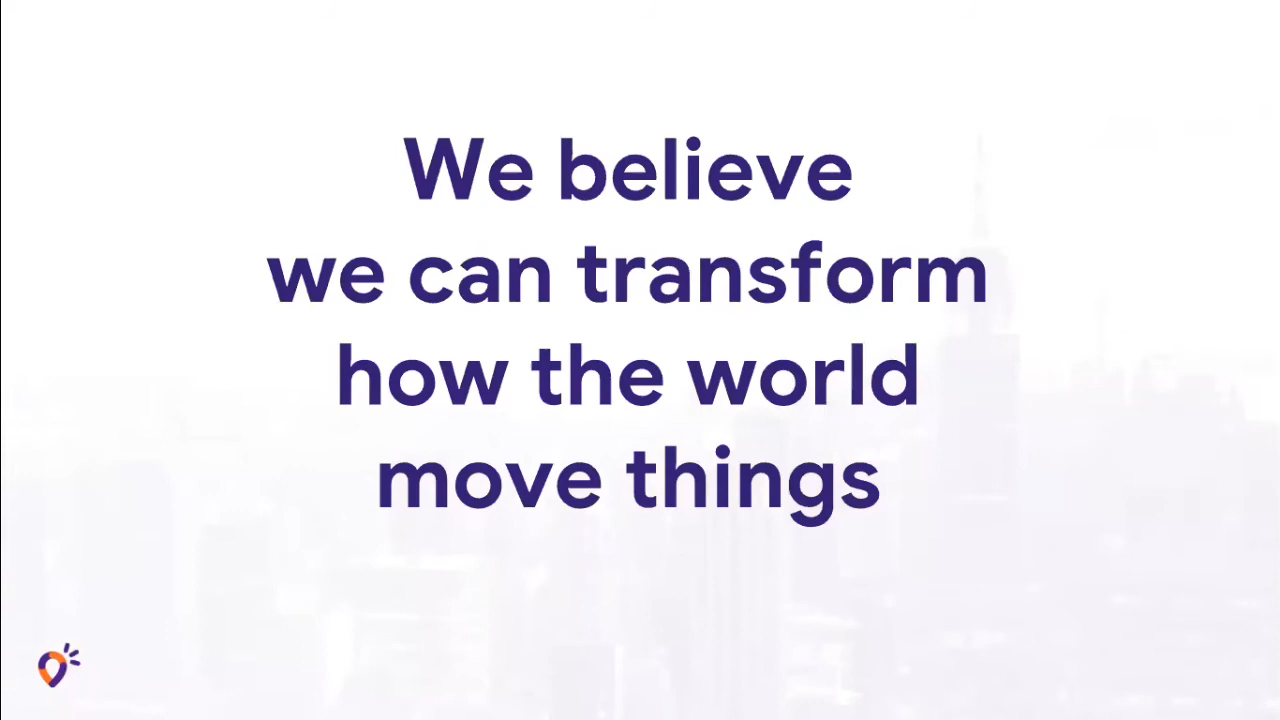 We believe
we can transform
how the world
move things